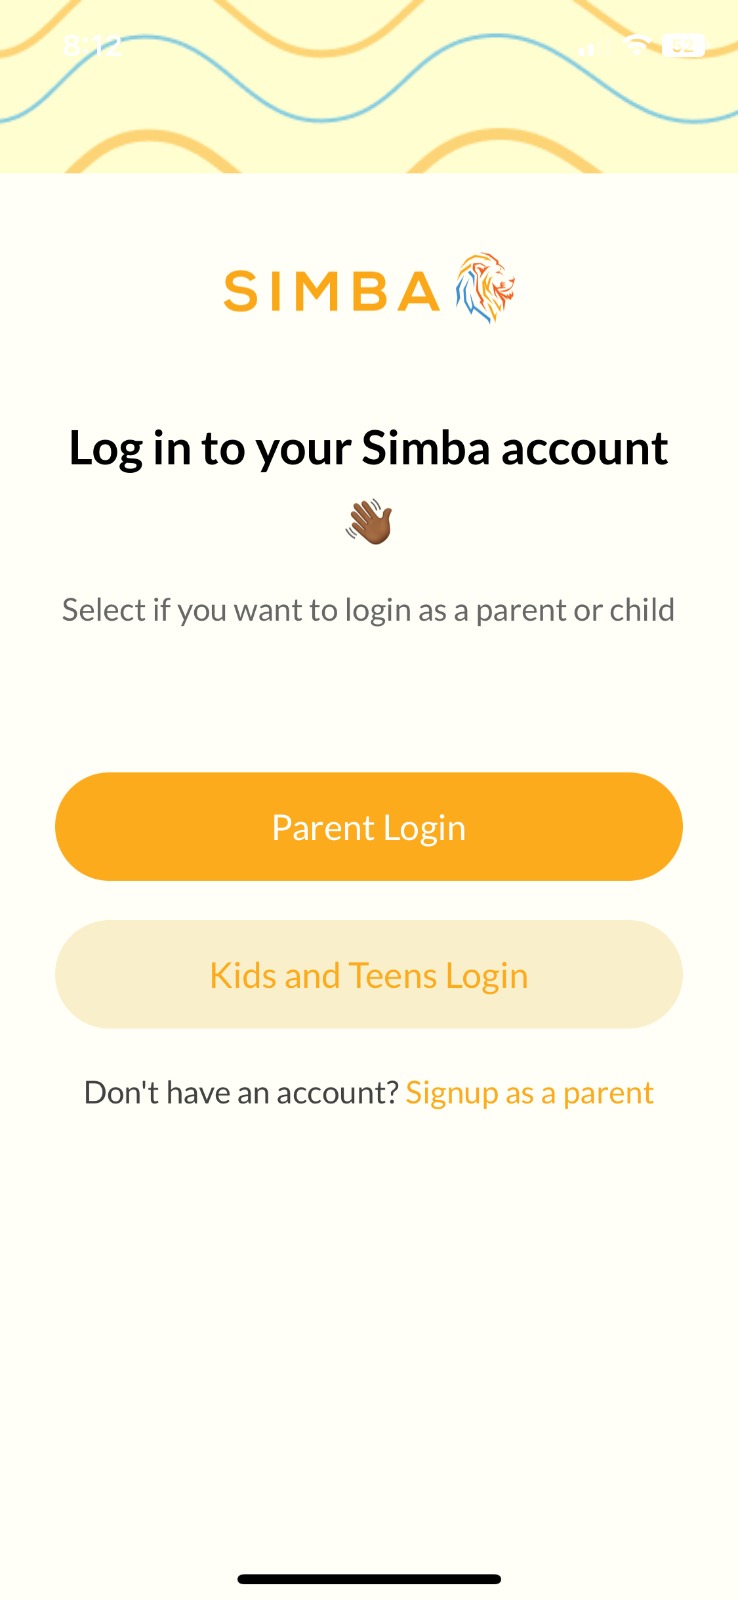 8:12
52
SIMBA
Log in to your Simba account
👋🏾
Select if you want to login as a parent or child
Parent Login
Kids and Teens Login
Don't have an account? Signup as a parent